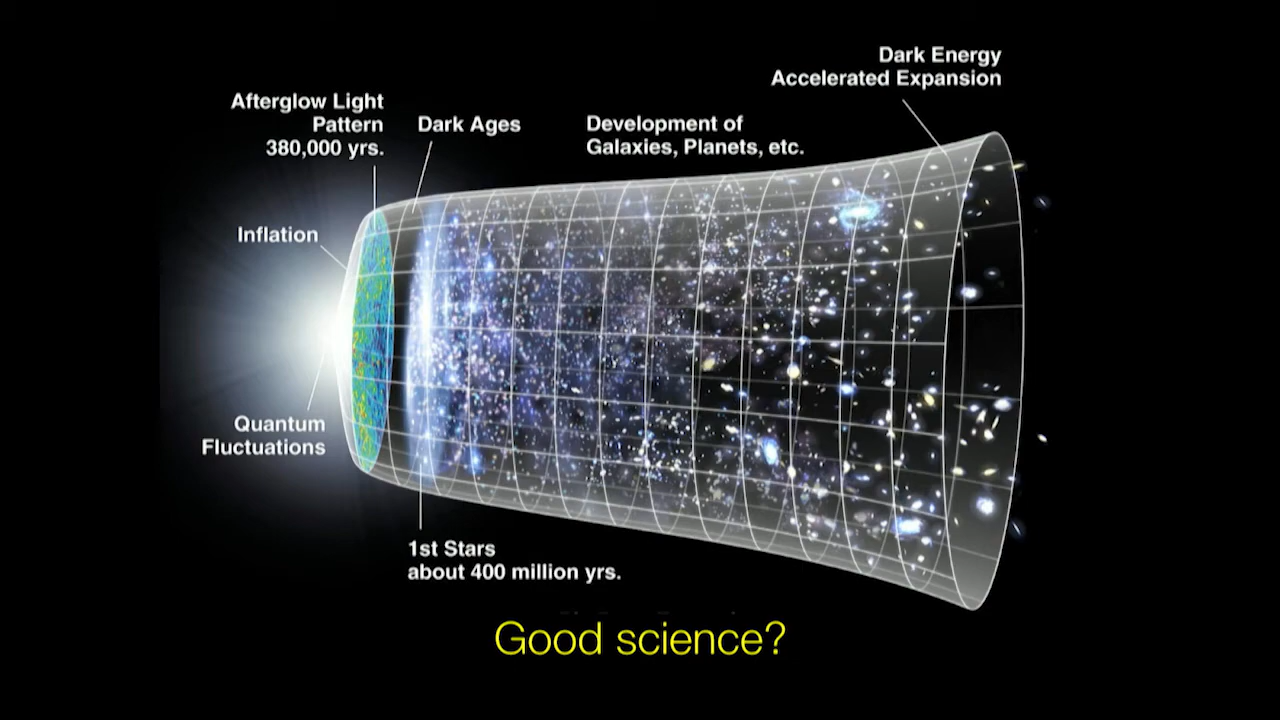 Dark Energy
Accelerated Expansion
Afterglow Light
Pattern
380,000 yrs.
Dark Ages
Development of
Galaxies, Planets, etc.
Inflation
Quantum
Fluctuations
1st Stars
about 400 million yrs.
Good science?